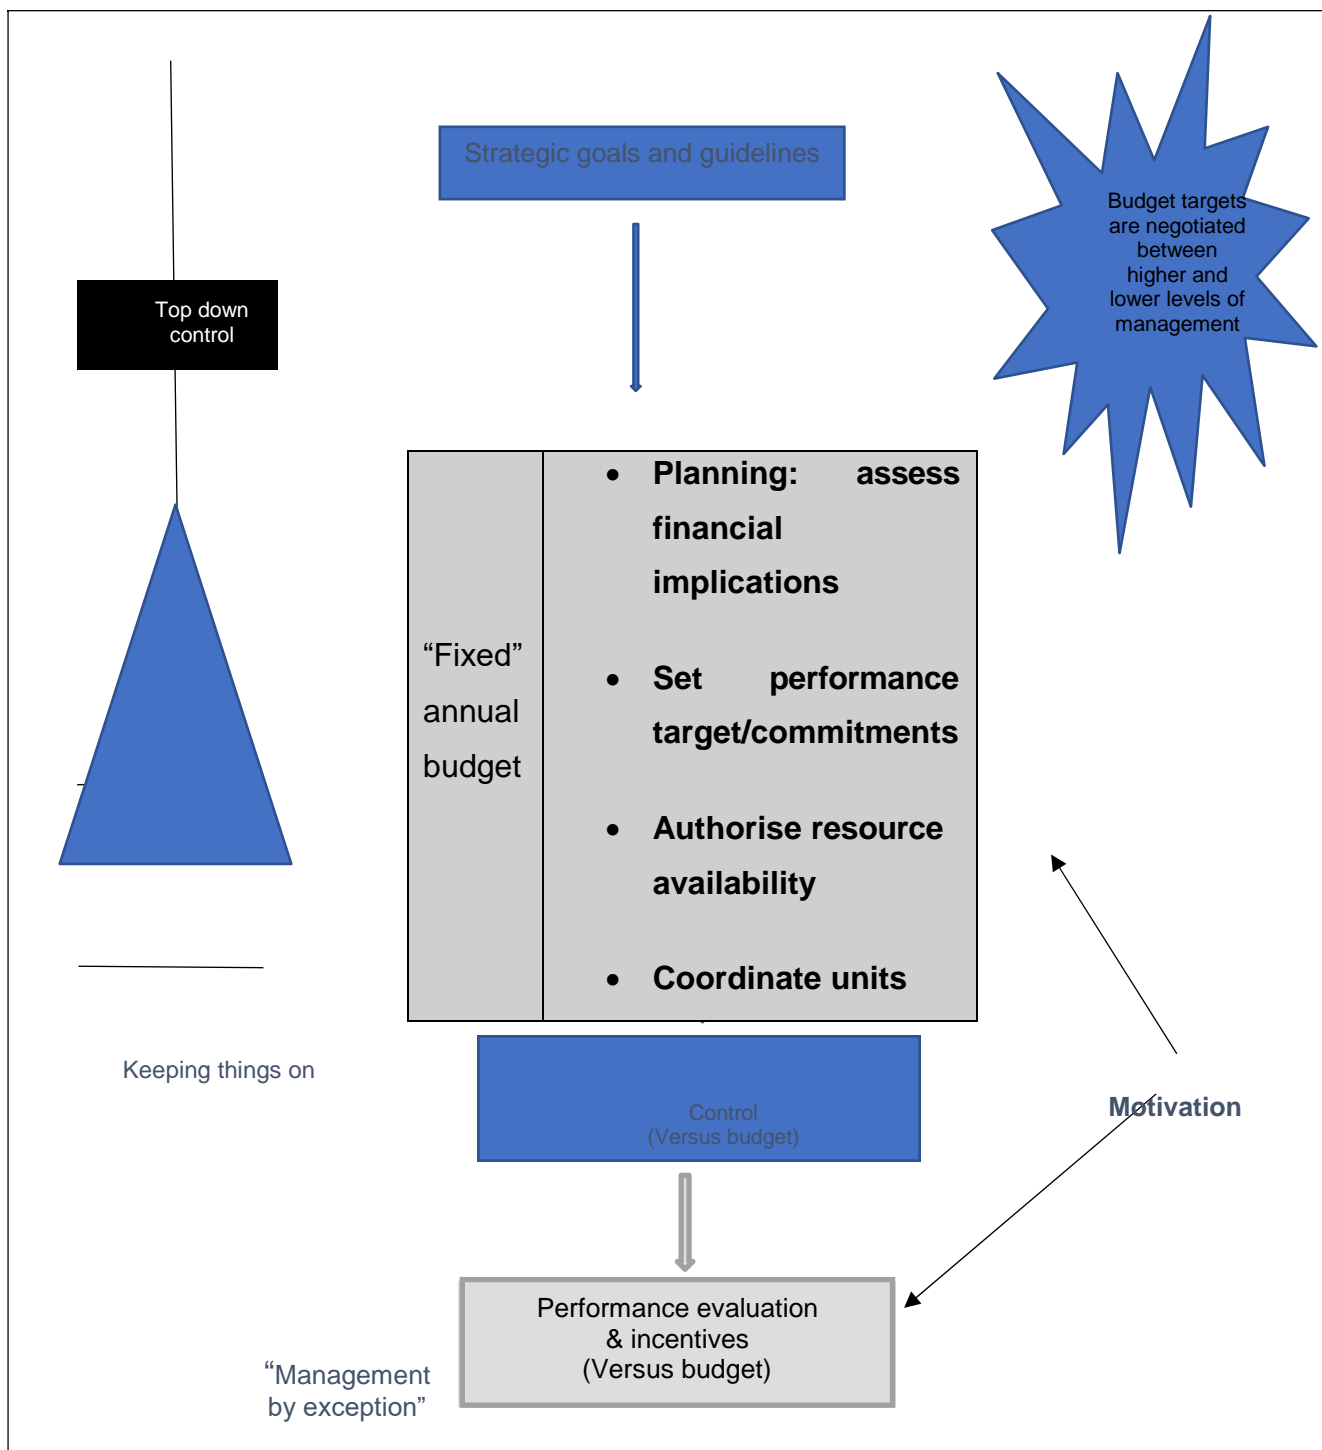 Strategic goals and guidelines
Budget targets
are negotiated
between
higher and
lower levels of
management
Top down
control
“Fixed”
annual
budget
• Planning: assess
financial
implications
• Set performance
target/commitments
• Authorise resource
availability
• Coordinate units
Keeping things on
Control
(Versus budget)
Motivation
Performance evaluation
& incentives
(Versus budget)
“Management
by exception”